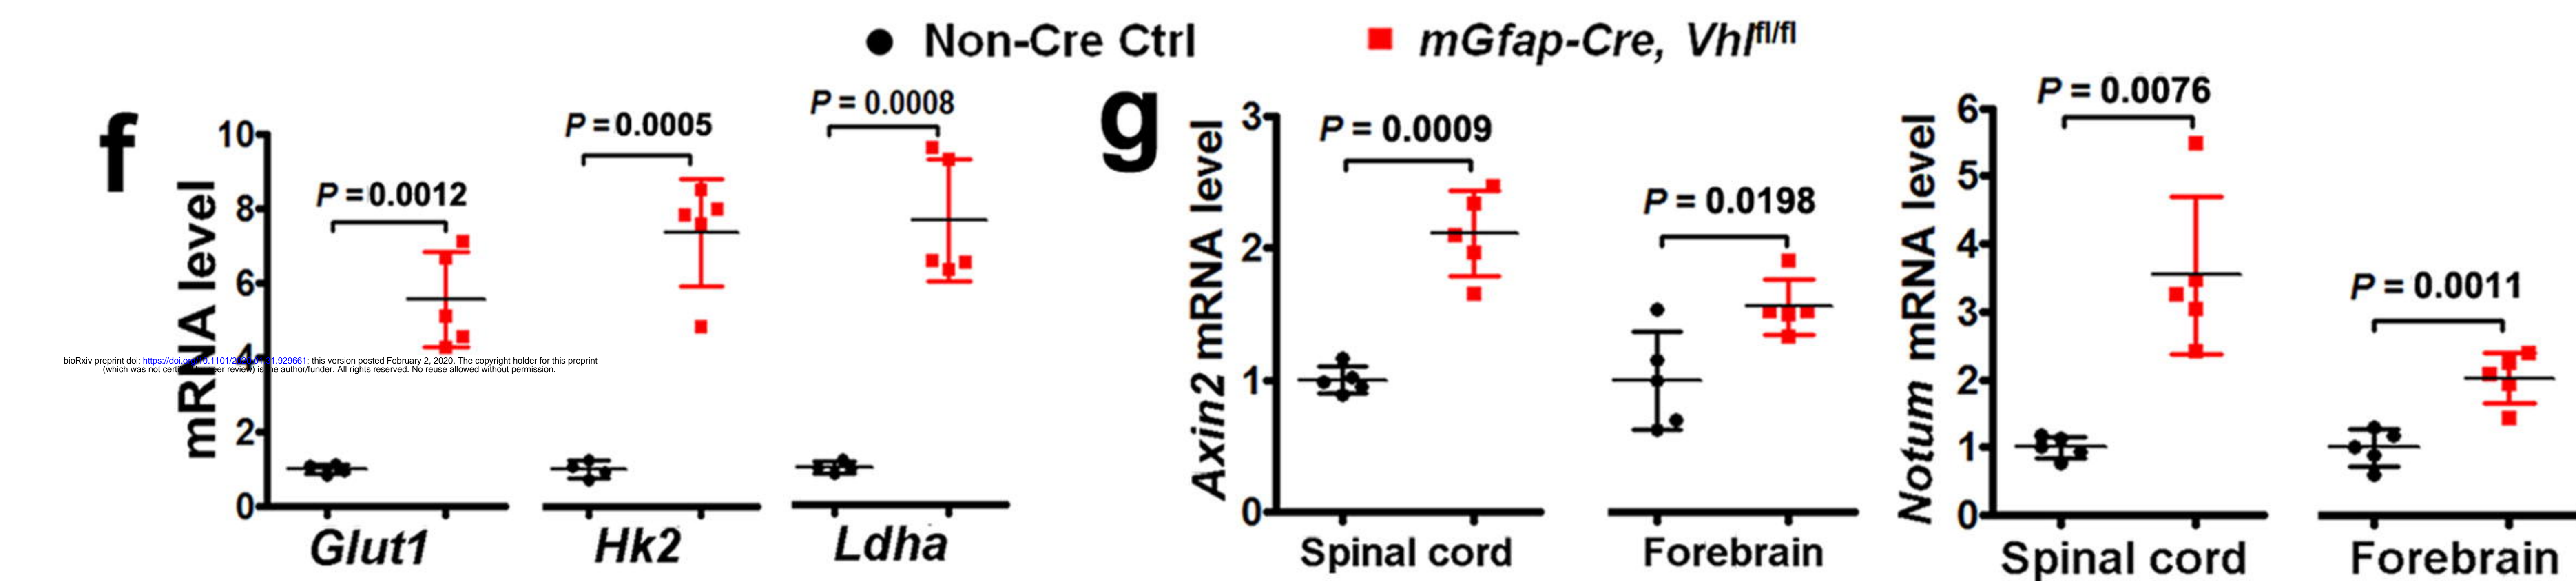 Non-Cre Ctrl
mGfap-Cre, Vhlfl/fl
f
mRNA level
10
8
6
4
2
0
P = 0.0012
P = 0.0005
P = 0.0008
Glut1
Hk2
Ldha
bioRxiv preprint doi: this version posted February 2, 2020. The copyright holder for this preprint
(which was not review) is author/funder. All rights reserved. No reuse allowed without permission.
g
Axin2 mRNA level
3
2
1
0
P = 0.0009
P = 0.0198
Spinal cord
Forebrain
Notum mRNA level
6
5
4
3
2
1
0
P = 0.0076
P = 0.0011
Spinal cord
Forebrain